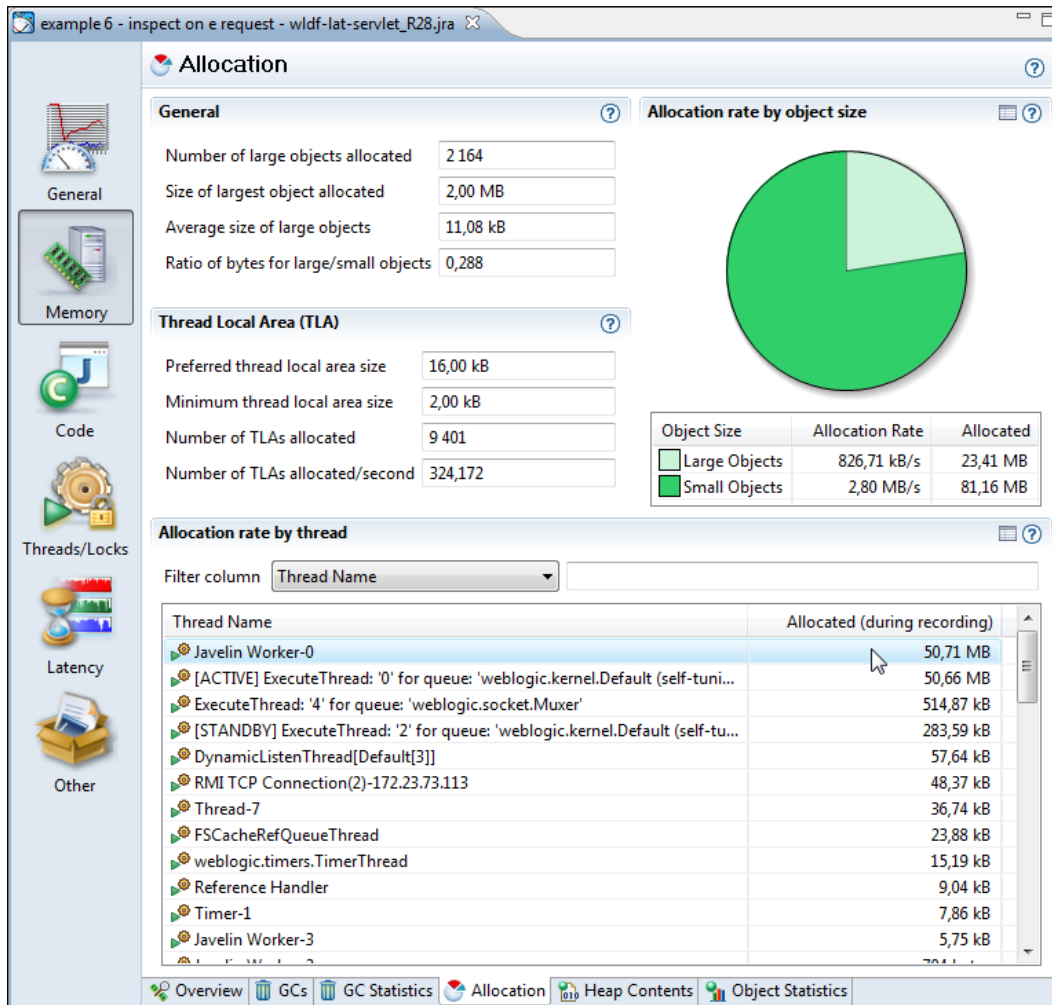 example 6 - inspect on e request - wldf-lat-servlet_R28.jra
General
Memory
Code
Threads/Locks
Latency
Other
Allocation
General
Number of large objects allocated 2 164
Size of largest object allocated 2,00 MB
Average size of large objects 11,08 kB
Ratio of bytes for large/small objects 0,288
Thread Local Area (TLA)
Preferred thread local area size 16,00 kB
Minimum thread local area size 2,00 kB
Number of TLAs allocated 9 401
Number of TLAs allocated/second 324,172
Allocation rate by object size
Object Size Allocation Rate Allocated
Large Objects 826,71 kB/s 23,41 MB
Small Objects 2,80 MB/s 81,16 MB
Allocation rate by thread
Filter column Thread Name
Thread Name Allocated (during recording)
Javelin Worker-0 50,71 MB
[ACTIVE] ExecuteThread: '0' for queue: 'weblogic.kernel.Default (self-tuni... 50,66 MB
ExecuteThread: '4' for queue: 'weblogic.socket.Muxer' 514,87 kB
[STANDBY] ExecuteThread: '2' for queue: 'weblogic.kernel.Default (self-tu... 283,59 kB
DynamicListenThread[Default[3]] 57,64 kB
RMI TCP Connection(2)-172.23.73.113 48,37 kB
Thread-7 36,74 kB
FSCacheRefQueueThread 23,88 kB
weblogic.timers.TimerThread 15,19 kB
Reference Handler 9,04 kB
Timer-1 7,86 kB
Javelin Worker-3 5,75 kB
Overview GCs GC Statistics Allocation Heap Contents Object Statistics